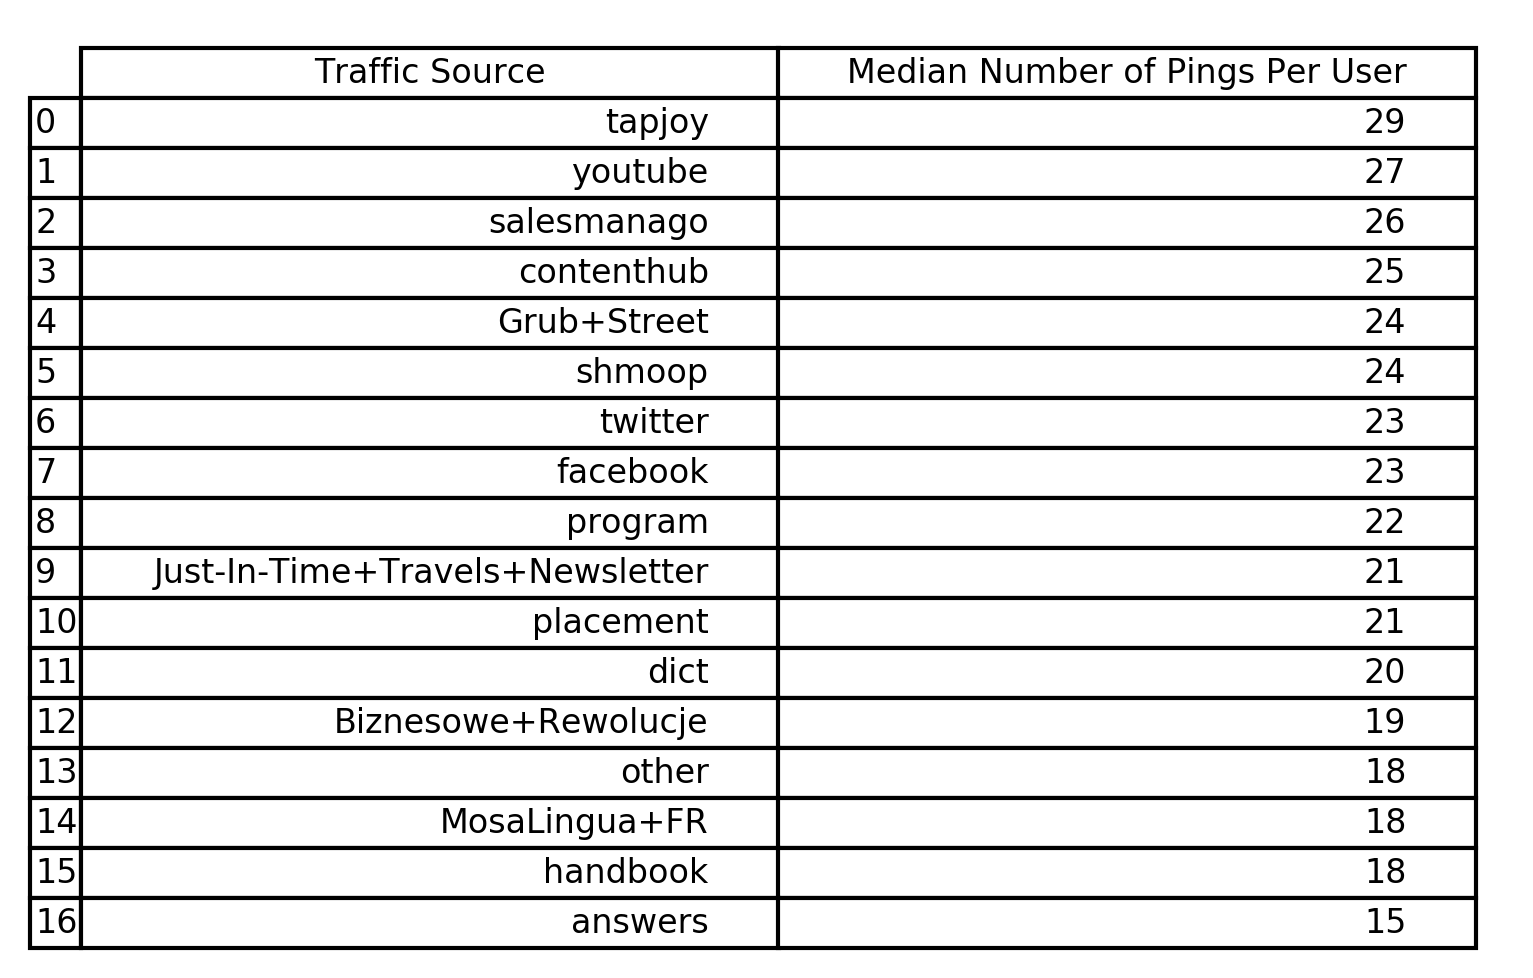 Traffic Source Median Number of Pings Per User
0 tapjoy 29
1 youtube 27
2 salesmanago 26
3 contenthub 25
4 Grub+Street 24
5 shmoop 24
6 twitter 23
7 facebook 23
8 program 22
9 Just-In-Time+Travels+Newsletter 21
10 placement 21
11 dict 20
12 Biznesowe+Rewolucje 19
13 other 18
14 MosaLingua+FR 18
15 handbook 18
16 answers 15